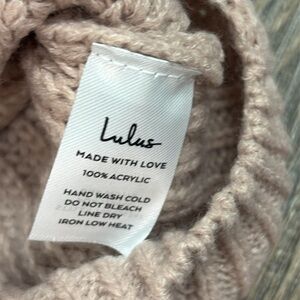 Lulus
MADE WITH LOVE
100% ACRYLIC
HAND WASH COLD
DO NOT BLEACH
LINE DRY
IRON LOW HEAT